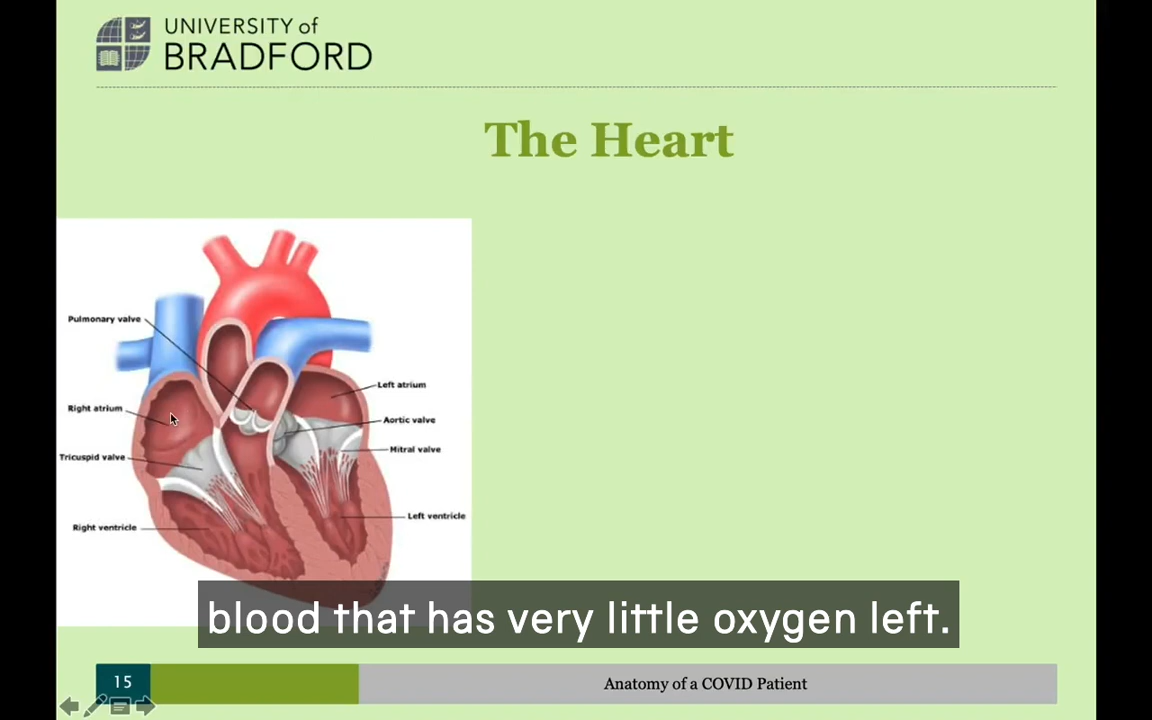 UNIVERSITY of
BRADFORD
The Heart
Pulmonary valve
Left atrium
Right atrium
Aortic valve
Mitral valve
Tricuspid valve
Left ventricle
Right ventricle
blood that has very little oxygen left.
15
Anatomy of a COVID Patient